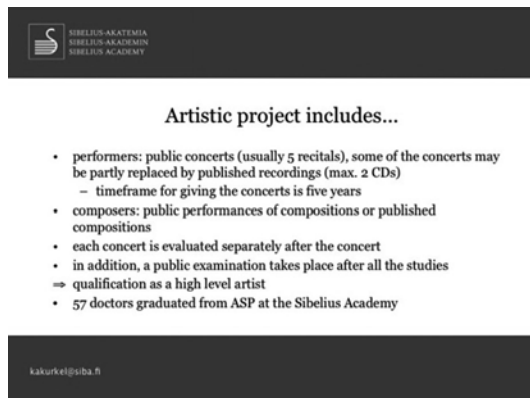 SIBELIUS-AKATEMIA
SIBELIUS-AKADEMIN
SIBELIUS ACADEMY
Artistic project includes...
• performers: public concerts (usually 5 recitals), some of the concerts may
be partly replaced by published recordings (max. 2 CDs)
– timeframe for giving the concerts is five years
• composers: public performances of compositions or published
compositions
• each concert is evaluated separately after the concert
• in addition, a public examination takes place after all the studies
⇒ qualification as a high level artist
• 57 doctors graduated from ASP at the Sibelius Academy
kakurkel@siba.fi